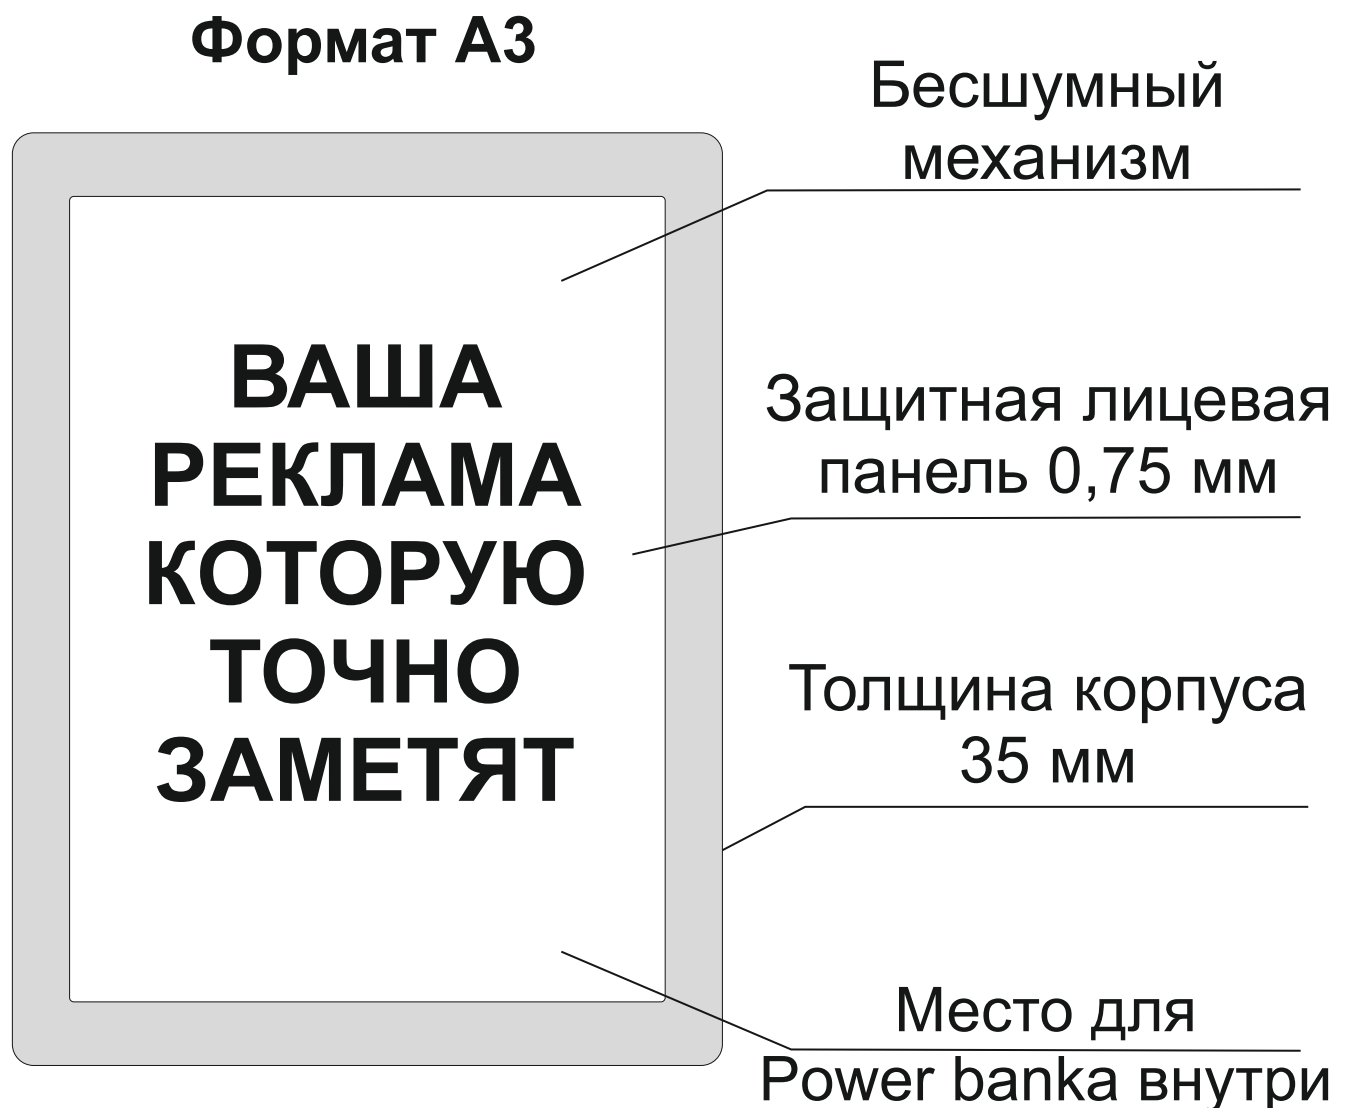 Формат А3
Бесшумный
механизм
ВАША
РЕКЛАМА
КОТОРУЮ
ТОЧНО
ЗАМЕТЯТ
Защитная лицевая
панель 0,75 мм
Толщина корпуса
35 мм
Место для
Power banka внутри